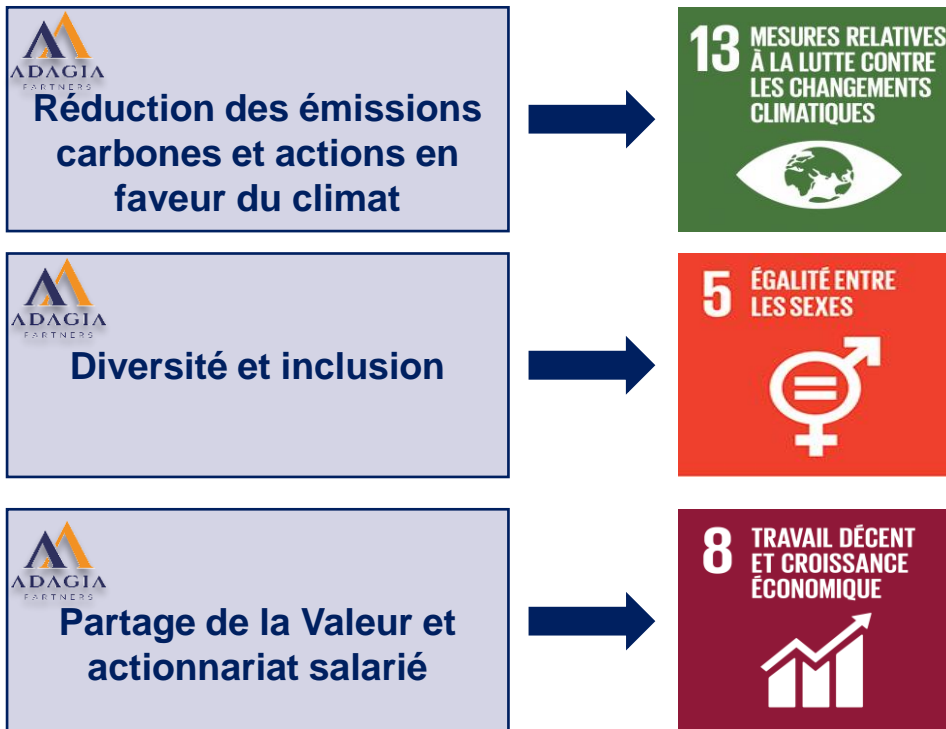 ADAGIA
PARTNERS
Réduction des émissions
carbones et actions en
faveur du climat
13 MESURES RELATIVES
À LA LUTTE CONTRE
LES CHANGEMENTS
CLIMATIQUES
ADAGIA
PARTNERS
Diversité et inclusion
5 ÉGALITÉ ENTRE
LES SEXES
ADAGIA
PARTNERS
Partage de la Valeur et
actionnariat salarié
8 TRAVAIL DÉCENT
ET CROISSANCE
ÉCONOMIQUE